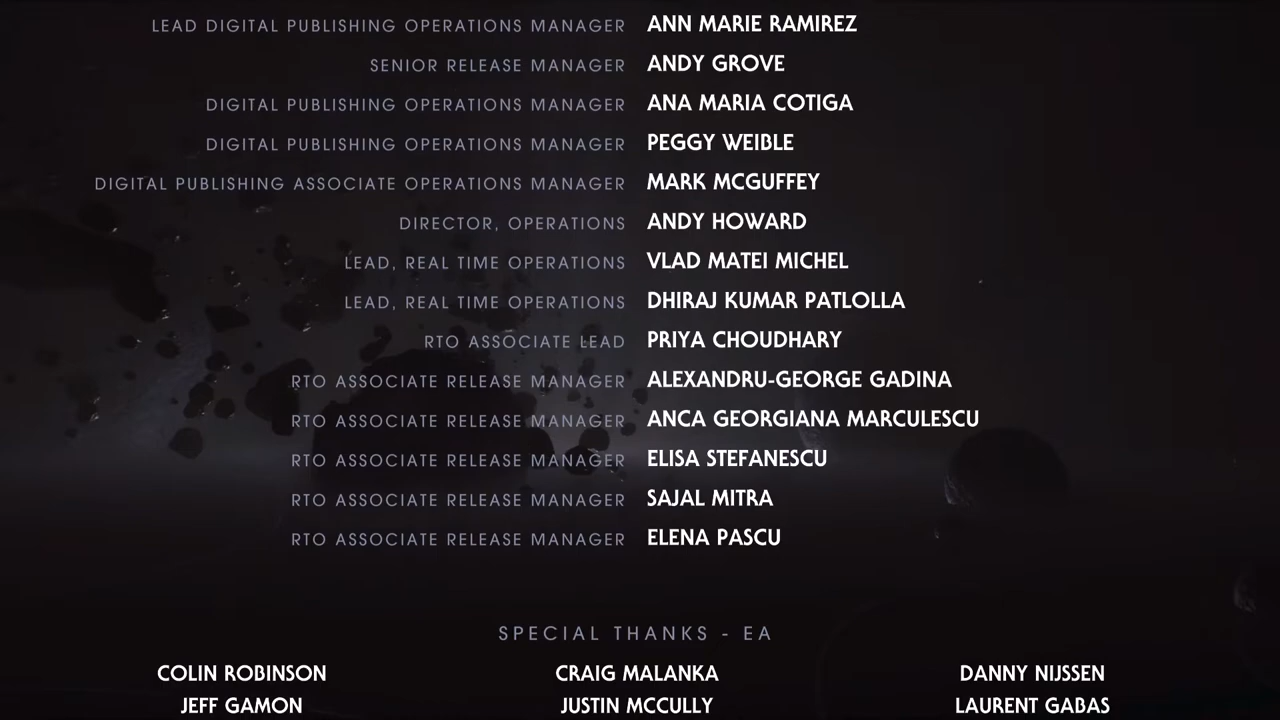 LEAD DIGITAL PUBLISHING OPERATIONS MANAGER ANN MARIE RAMIREZ
SENIOR RELEASE MANAGER ANDY GROVE
DIGITAL PUBLISHING OPERATIONS MANAGER ANA MARIA COTIGA
DIGITAL PUBLISHING OPERATIONS MANAGER PEGGY WEIBLE
DIGITAL PUBLISHING ASSOCIATE OPERATIONS MANAGER MARK MCGUFFEY
DIRECTOR, OPERATIONS ANDY HOWARD
LEAD, REAL TIME OPERATIONS VLAD MATEI MICHEL
LEAD, REAL TIME OPERATIONS DHIRAJ KUMAR PATLOLLA
RTO ASSOCIATE LEAD PRIYA CHOUDHARY
RTO ASSOCIATE RELEASE MANAGER ALEXANDRU-GEORGE GADINA
RTO ASSOCIATE RELEASE MANAGER ANCA GEORGIANA MARCULESCU
RTO ASSOCIATE RELEASE MANAGER ELISA STEFANESCU
RTO ASSOCIATE RELEASE MANAGER SAJAL MITRA
RTO ASSOCIATE RELEASE MANAGER ELENA PASCU
SPECIAL THANKS - EA
COLIN ROBINSON CRAIG MALANKA DANNY NIJSSEN
JEFF GAMON JUSTIN MCCULLY LAURENT GABAS